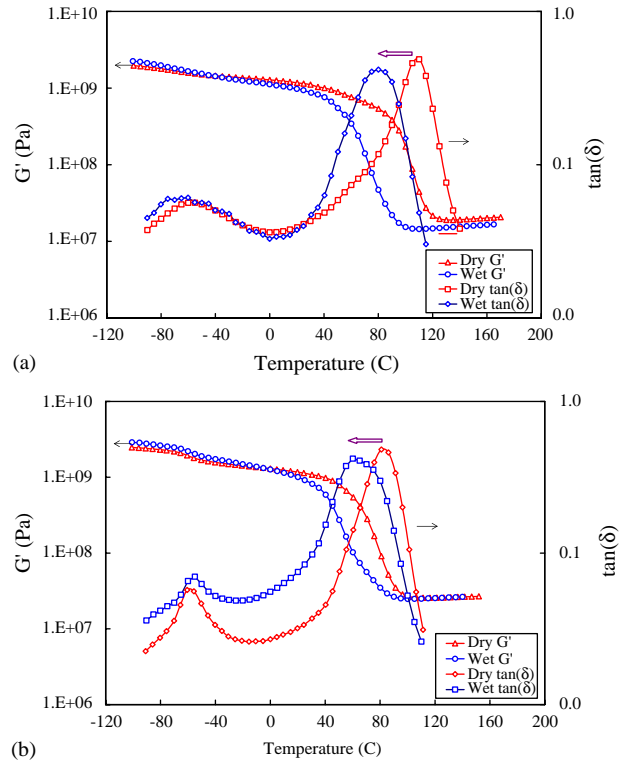 1.E+10
1.E+09
1.E+08
1.E+07
1.E+06
G' (Pa)
1.0
0.1
0.0
tan(δ)
Dry G'
Wet G'
Dry tan(δ)
Wet tan(δ)
-120 -80 - 40 0 40 80 120 160 200
Temperature (C)
(a)
1.E+10
1.E+09
1.E+08
1.E+07
1.E+06
G' (Pa)
1.0
0.1
0.0
tan(δ)
Dry G'
Wet G'
Dry tan(δ)
Wet tan(δ)
-120 -80 - 40 0 40 80 120 160 200
Temperature (C)
(b)